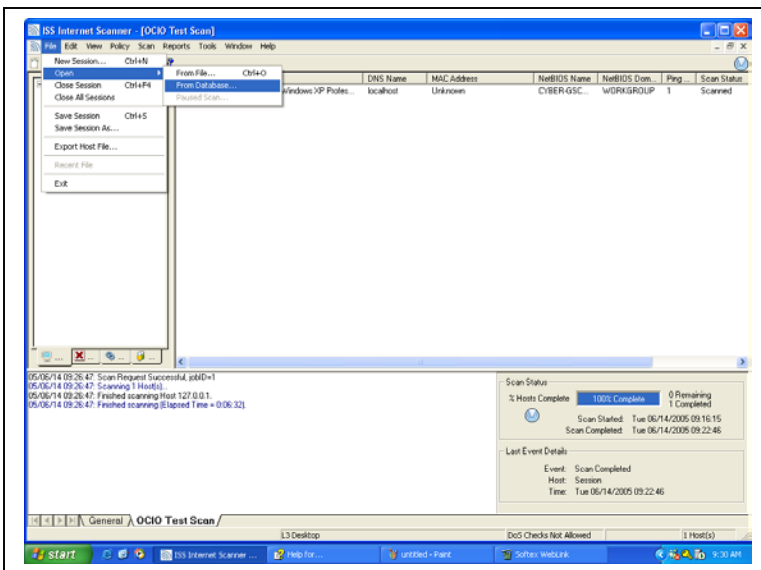 ISS Internet Scanner - [OCIO Test Scan]
File Edit View Policy Scan Reports Tools Window Help
New Session... Ctrl+N
Open
Close Session Ctrl+F4
Close All Sessions
Save Session Ctrl+S
Save Session As...
Export Host File...
Recent File
Exit
From File... Ctrl+O
From Database...
Paused Scan...
DNS Name MAC Address NetBIOS Name NetBIOS Dom... Ping ... Scan Status
Windows XP Profes... localhost Unknown CYBER-GSC... WORKGROUP 1 Scanned
05/06/14 09:26:47: Scan Request Successful, jobID=1
05/06/14 09:26:47: Scanning 1 Host(s)...
05/06/14 09:26:47: Finished scanning Host 127.0.0.1.
05/06/14 09:26:47: Finished scanning (Elapsed Time = 0:06:32).
Scan Status
% Hosts Complete 100% Complete 0 Remaining
1 Completed
Scan Started: Tue 06/14/2005 09:16:15
Scan Completed: Tue 06/14/2005 09:22:46
Last Event Details
Event: Scan Completed
Host: Session
Time: Tue 06/14/2005 09:22:46
General OCIO Test Scan
L3 Desktop DoS Checks Not Allowed 1 Host(s)
start ISS Internet Scanner ... Help for... untitled - Paint Softex WebLink 9:30 AM